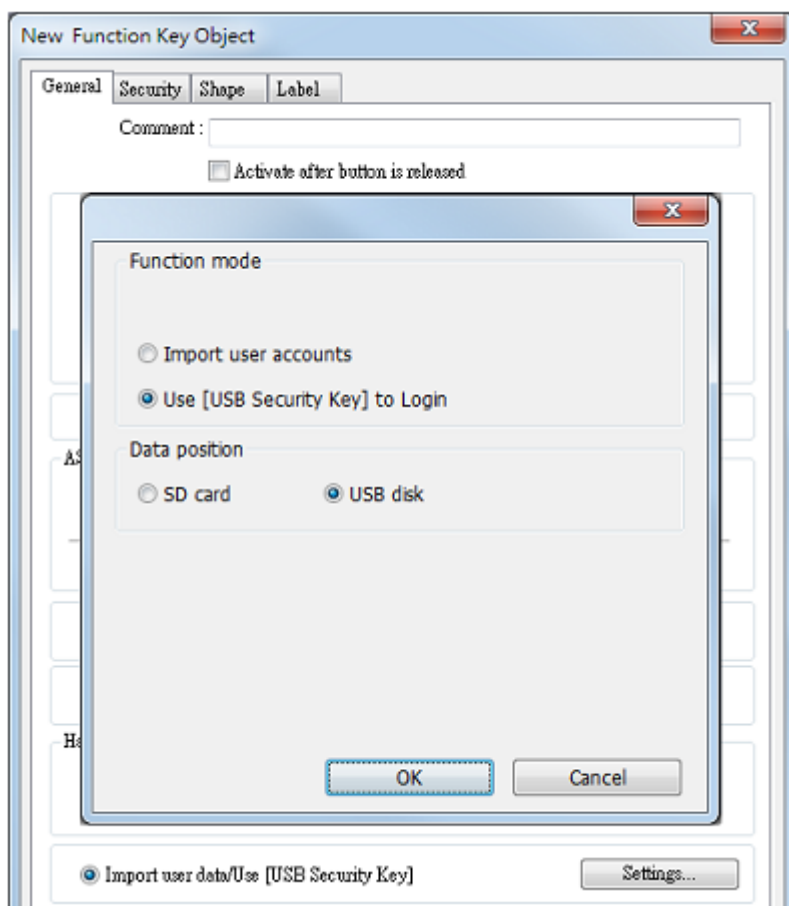 New Function Key Object
General Security Shape Label
Comment :
Activate after button is released
Function mode
Import user accounts
Use [USB Security Key] to Login
Data position
SD card USB disk
OK Cancel
Import user data/Use [USB Security Key] Settings...